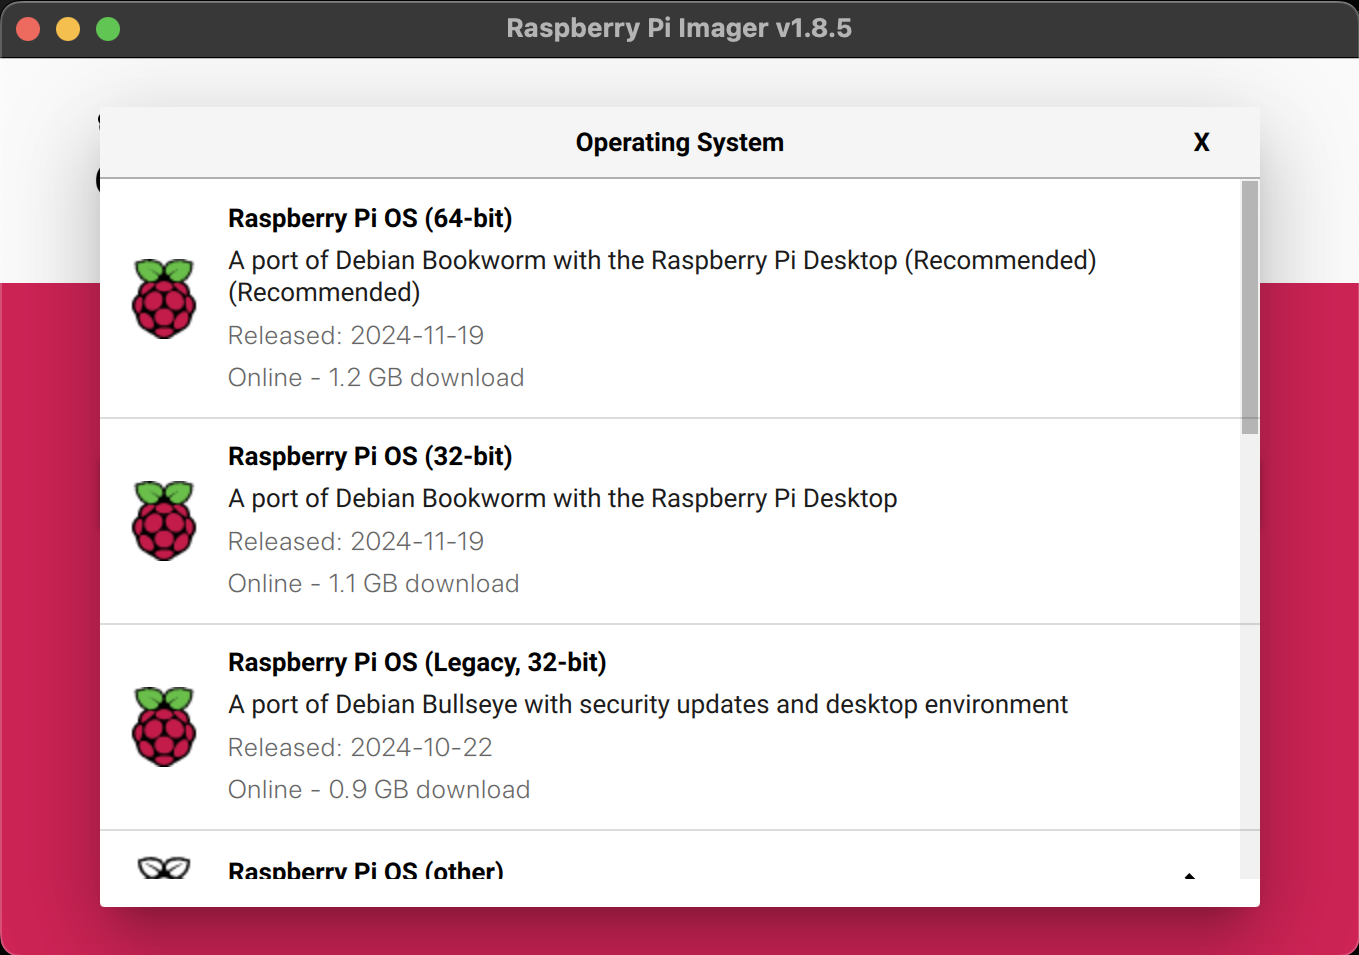 Raspberry Pi Imager v1.8.5
Operating System
X
Raspberry Pi OS (64-bit)
A port of Debian Bookworm with the Raspberry Pi Desktop (Recommended)
(Recommended)
Released: 2024-11-19
Online - 1.2 GB download
Raspberry Pi OS (32-bit)
A port of Debian Bookworm with the Raspberry Pi Desktop
Released: 2024-11-19
Online - 1.1 GB download
Raspberry Pi OS (Legacy, 32-bit)
A port of Debian Bullseye with security updates and desktop environment
Released: 2024-10-22
Online - 0.9 GB download
Raspberry Pi OS (other)